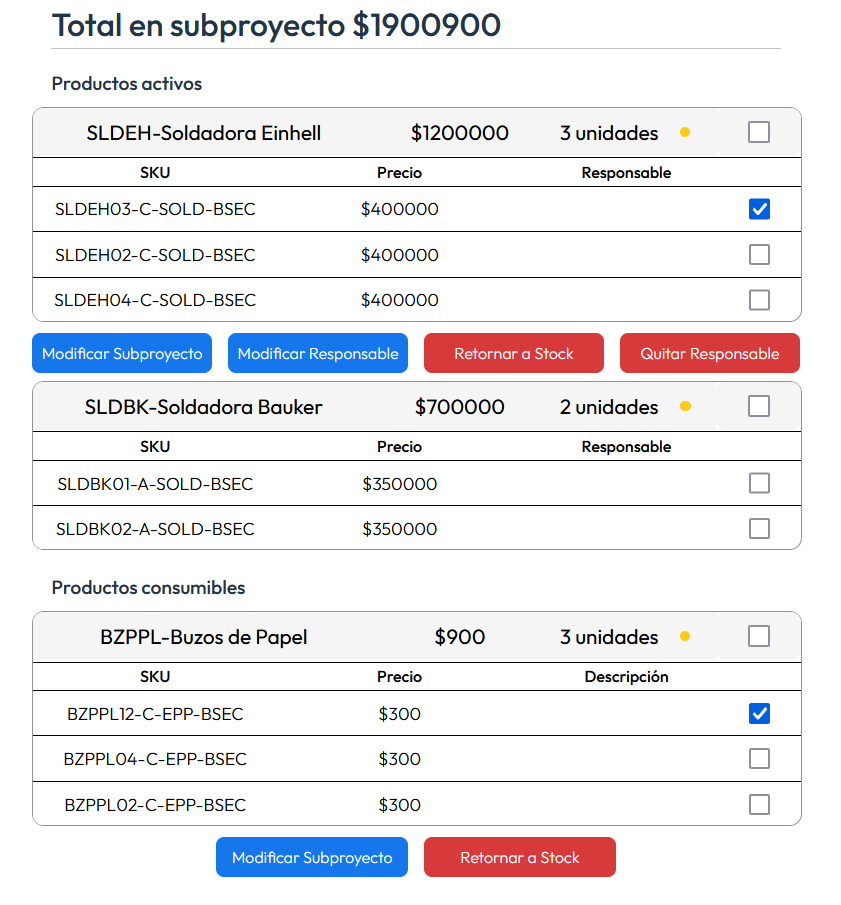 Total en subproyecto $1900900
Productos activos
SLDEH-Soldadora Einhell $1200000 3 unidades
SKU Precio Responsable
SLDEH03-C-SOLD-BSEC $400000
SLDEH02-C-SOLD-BSEC $400000
SLDEH04-C-SOLD-BSEC $400000
Modificar Subproyecto Modificar Responsable Retornar a Stock Quitar Responsable
SLDBK-Soldadora Bauker $700000 2 unidades
SKU Precio Responsable
SLDBK01-A-SOLD-BSEC $350000
SLDBK02-A-SOLD-BSEC $350000
Productos consumibles
BZPPL-Buzos de Papel $900 3 unidades
SKU Precio Descripción
BZPPL12-C-EPP-BSEC $300
BZPPL04-C-EPP-BSEC $300
BZPPL02-C-EPP-BSEC $300
Modificar Subproyecto Retornar a Stock